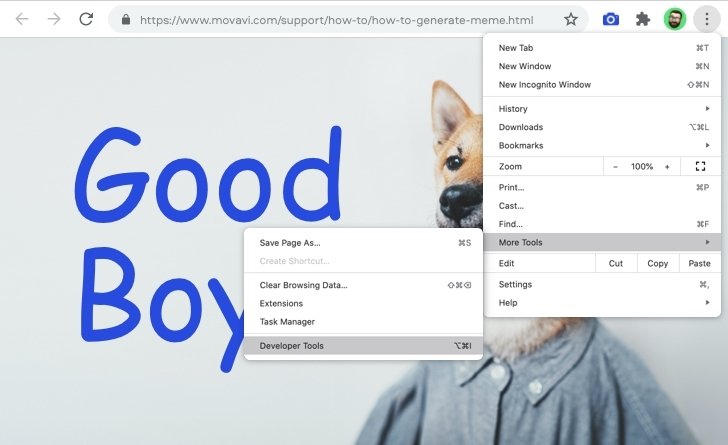 https://www.movavi.com/support/how-to/how-to-generate-meme.html
Good
Boy
New Tab ⌘T
New Window ⌘N
New Incognito Window ⇧⌘N
History
Downloads ⌥⌘L
Bookmarks
Zoom - 100% +
Print... ⌘P
Cast...
Find... ⌘F
More Tools
Edit Cut Copy Paste
Settings ⌘,
Help
Save Page As... ⌘S
Create Shortcut...
Clear Browsing Data... ⇧⌘⌫
Extensions
Task Manager
Developer Tools ⌥⌘I